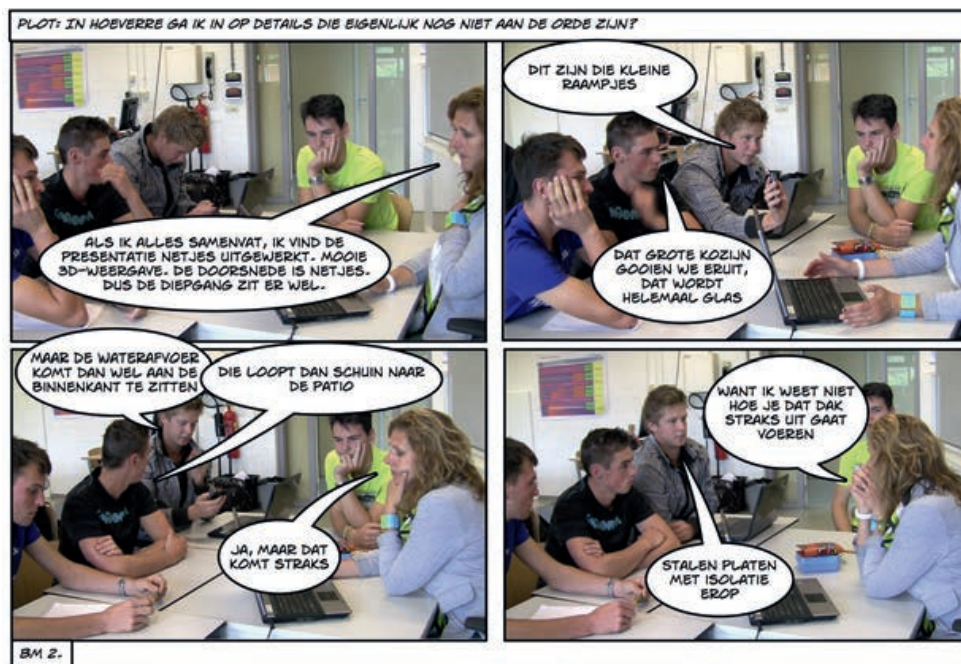 PLOT: IN HOEVERRE GA IK IN OP DETAILS DIE EIGENLIJK NOG NIET AAN DE ORDE ZIJN?
ALS IK ALLES SAMENVAT, IK VIND DE
PRESENTATIE NETJES UITGEWERKT. MOOIE
3D-WEERGAVE. DE DOORSNEDE IS NETJES.
DUS DE DIEPGANG ZIT ER WEL.
DIT ZIJN DIE KLEINE
RAAMPJES
DAT GROTE KOZIJN
GOOIEN WE ERUIT,
DAT WORDT
HELEMAAL GLAS
MAAR DE WATERAFVOER
KOMT DAN WEL AAN DE
BINNENKANT TE ZITTEN
DIE LOOPT DAN SCHUIN NAAR
DE PATIO
JA, MAAR DAT
KOMT STRAKS
WANT IK WEET NIET
HOE JE DAT DAK
STRAKS UIT GAAT
VOEREN
STALEN PLATEN
MET ISOLATIE
EROP
BM 2.